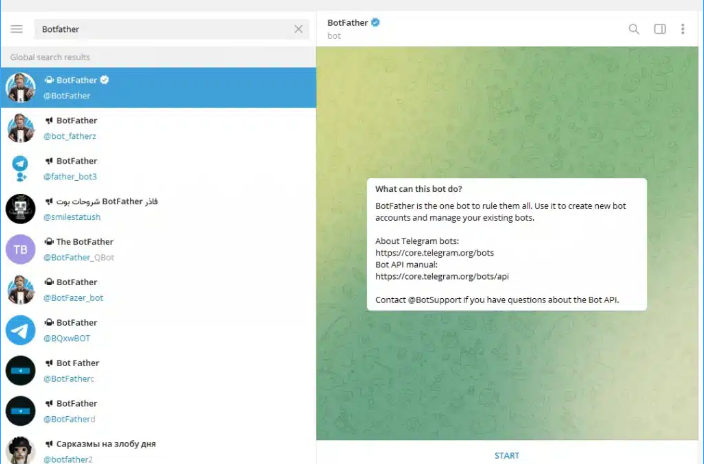 Botfather
Global search results
BotFather
@BotFather
BotFather
@bot_fatherz
BotFather
@father_bot3
شروحات بوت BotFather فاذر
@smilestatush
TB
The BotFather
@BotFather_QBot
BotFather
@BotFazer_bot
BotFather
@BQxwBOT
Bot Father
@BotFatherc
BotFather
@BotFatherd
Сарказмы на злобу дня
@botfather2
BotFather
bot
What can this bot do?
BotFather is the one bot to rule them all. Use it to create new bot
accounts and manage your existing bots.
About Telegram bots:
https://core.telegram.org/bots
Bot API manual:
https://core.telegram.org/bots/api
Contact @BotSupport if you have questions about the Bot API.
START